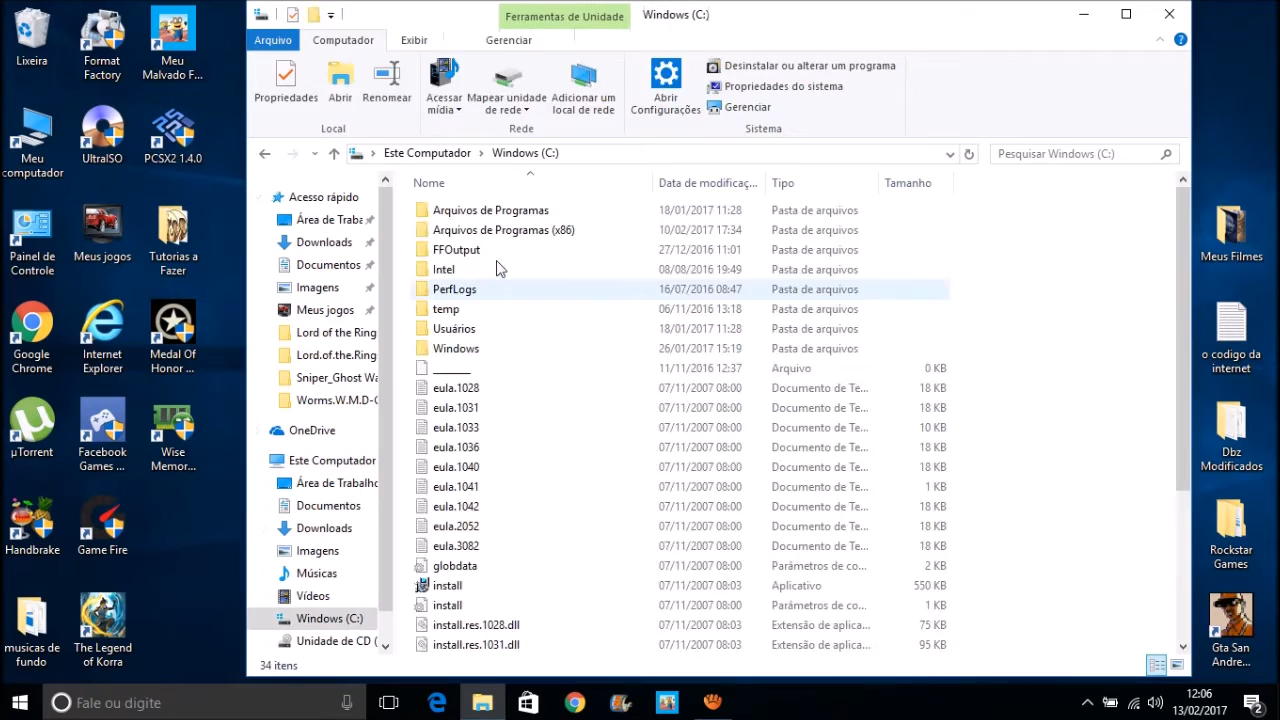 Lixeira
Format
Factory
Meu
Malvado F...
Meu
computador
UltraISO
PCSX2 1.4.0
Painel de
Controle
Meus jogos
Tutorias a
Fazer
Google
Chrome
Internet
Explorer
Medal Of
Honor ...
µTorrent
Facebook
Games ...
Wise
Memor...
Handbrake
Game Fire
musicas de
fundo
The Legend
of Korra
Ferramentas de Unidade
Windows (C:)
Arquivo
Computador
Exibir
Gerenciar
Propriedades
Abrir
Renomear
Acessar
mídia
Mapear unidade
de rede
Adicionar um
local de rede
Abrir
Configurações
Desinstalar ou alterar um programa
Propriedades do sistema
Gerenciar
Local
Rede
Sistema
Este Computador > Windows (C:)
Pesquisar Windows (C:)
Acesso rápido
Área de Traba
Downloads
Documentos
Imagens
Meus jogos
Lord of the Ring
Lord.of.the.Ring
Sniper_Ghost Wa
Worms.W.M.D-C
OneDrive
Este Computador
Área de Trabalho
Documentos
Downloads
Imagens
Músicas
Vídeos
Windows (C:)
Unidade de CD (
Nome Data de modificaç... Tipo Tamanho
Arquivos de Programas 18/01/2017 11:28 Pasta de arquivos
Arquivos de Programas (x86) 10/02/2017 17:34 Pasta de arquivos
FFOutput 27/12/2016 11:01 Pasta de arquivos
Intel 08/08/2016 19:49 Pasta de arquivos
PerfLogs 16/07/2016 08:47 Pasta de arquivos
temp 06/11/2016 13:18 Pasta de arquivos
Usuários 18/01/2017 11:28 Pasta de arquivos
Windows 26/01/2017 15:19 Pasta de arquivos
_______ 11/11/2016 12:37 Arquivo 0 KB
eula.1028 07/11/2007 08:00 Documento de Te... 18 KB
eula.1031 07/11/2007 08:00 Documento de Te... 18 KB
eula.1033 07/11/2007 08:00 Documento de Te... 10 KB
eula.1036 07/11/2007 08:00 Documento de Te... 18 KB
eula.1040 07/11/2007 08:00 Documento de Te... 18 KB
eula.1041 07/11/2007 08:00 Documento de Te... 1 KB
eula.1042 07/11/2007 08:00 Documento de Te... 18 KB
eula.2052 07/11/2007 08:00 Documento de Te... 18 KB
eula.3082 07/11/2007 08:00 Documento de Te... 18 KB
globdata 07/11/2007 08:00 Parâmetros de co... 2 KB
install 07/11/2007 08:03 Aplicativo 550 KB
install 07/11/2007 08:00 Parâmetros de co... 1 KB
install.res.1028.dll 07/11/2007 08:03 Extensão de aplica... 75 KB
install.res.1031.dll 07/11/2007 08:03 Extensão de aplica... 95 KB
34 itens
Meus Filmes
o codigo da
internet
Dbz
Modificados
Rockstar
Games
Gta San
Andre...
Fale ou digite
12:06
13/02/2017
2